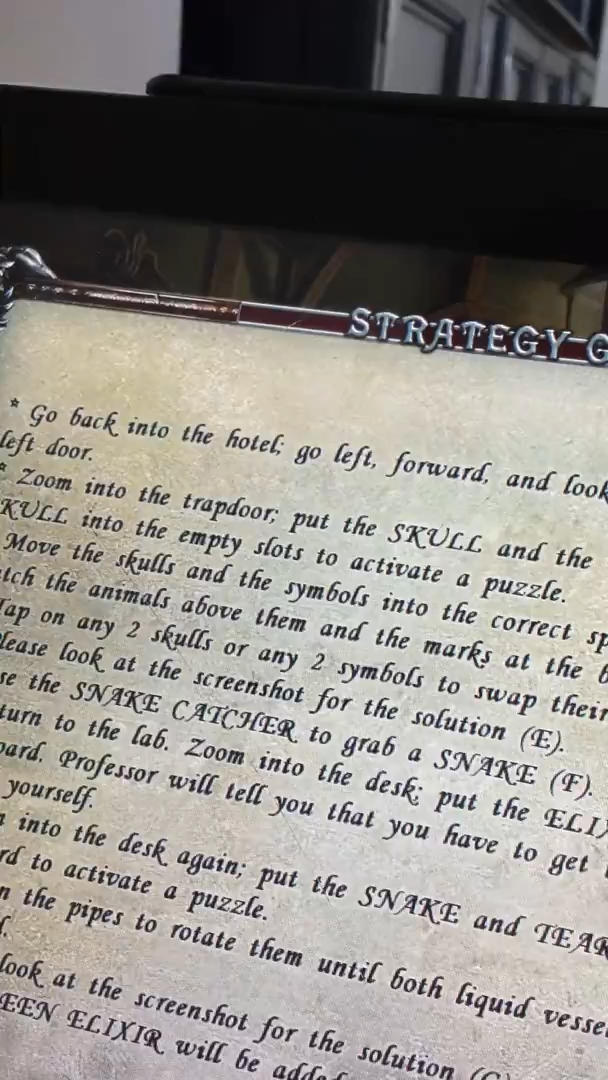 STRATEGY G
* Go back into the hotel; go left, forward, and look
left door.
* Zoom into the trapdoor; put the SKULL and the
KULL into the empty slots to activate a puzzle.
Move the skulls and the symbols into the correct sp
tch the animals above them and the marks at the b
Tap on any 2 skulls or any 2 symbols to swap their
lease look at the screenshot for the solution (E).
se the SNAKE CATCHER to grab a SNAKE (F).
turn to the lab. Zoom into the desk; put the ELIX
oard. Professor will tell you that you have to get
yourself.
into the desk again; put the SNAKE and TEAR
rd to activate a puzzle.
n the pipes to rotate them until both liquid vesse
look at the screenshot for the solution
EEN ELIXIR will be adde